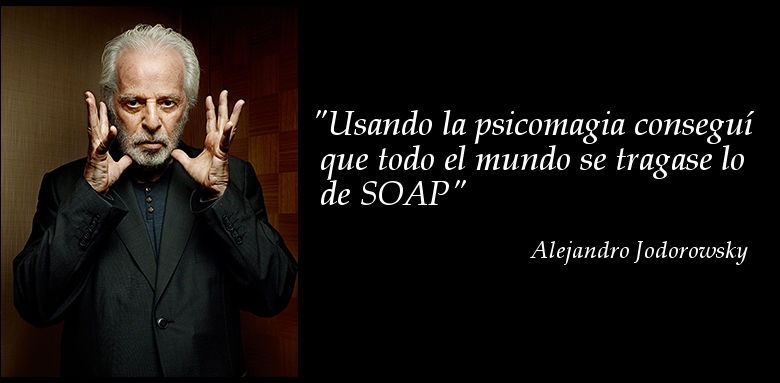 "Usando la psicomagia conseguí
que todo el mundo se tragase lo
de SOAP"
Alejandro Jodorowsky